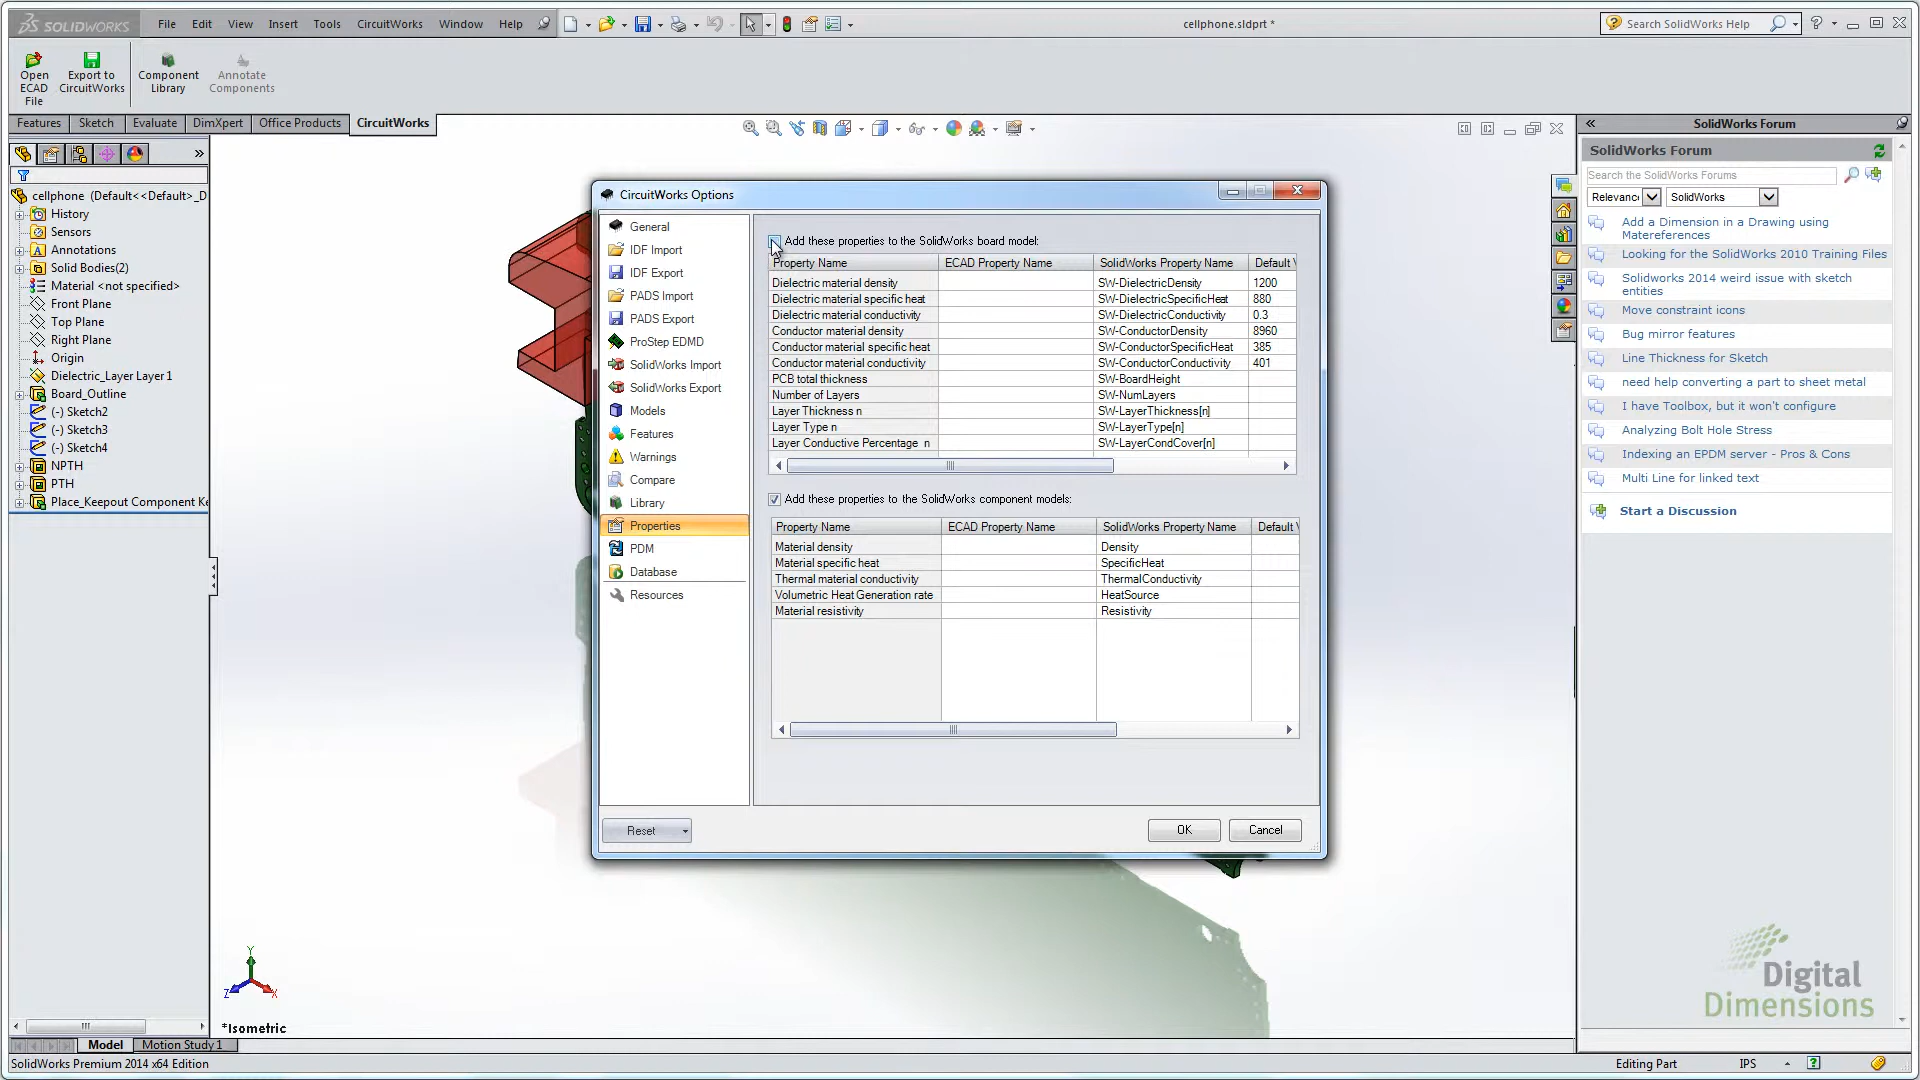 SOLIDWORKS
File Edit View Insert Tools CircuitWorks Window Help
cellphone.sldprt *
Search SolidWorks Help
Open ECAD File
Export to CircuitWorks
Component Library
Annotate Components
Features Sketch Evaluate DimXpert Office Products CircuitWorks
cellphone (Default<<Default>_D
History
Sensors
Annotations
Solid Bodies(2)
Material <not specified>
Front Plane
Top Plane
Right Plane
Origin
Dielectric_Layer Layer 1
Board_Outline
(-) Sketch2
(-) Sketch3
(-) Sketch4
NPTH
PTH
Place_Keepout Component Ke
CircuitWorks Options
General
IDF Import
IDF Export
PADS Import
PADS Export
ProStep EDMD
SolidWorks Import
SolidWorks Export
Models
Features
Warnings
Compare
Library
Properties
PDM
Database
Resources
Add these properties to the SolidWorks board model:
Property Name ECAD Property Name SolidWorks Property Name Default V
Dielectric material density SW-DielectricDensity 1200
Dielectric material specific heat SW-DielectricSpecificHeat 880
Dielectric material conductivity SW-DielectricConductivity 0.3
Conductor material density SW-ConductorDensity 8960
Conductor material specific heat SW-ConductorSpecificHeat 385
Conductor material conductivity SW-ConductorConductivity 401
PCB total thickness SW-BoardHeight
Number of Layers SW-NumLayers
Layer Thickness n SW-LayerThickness[n]
Layer Type n SW-LayerType[n]
Layer Conductive Percentage n SW-LayerCondCover[n]
Add these properties to the SolidWorks component models:
Property Name ECAD Property Name SolidWorks Property Name Default V
Material density Density
Material specific heat SpecificHeat
Thermal material conductivity ThermalConductivity
Volumetric Heat Generation rate HeatSource
Material resistivity Resistivity
Reset OK Cancel
SolidWorks Forum
SolidWorks Forum
Search the SolidWorks Forums
Relevanc SolidWorks
Add a Dimension in a Drawing using
Matereferences
Looking for the SolidWorks 2010 Training Files
Solidworks 2014 weird issue with sketch
entities
Move constraint icons
Bug mirror features
Line Thickness for Sketch
need help converting a part to sheet metal
I have Toolbox, but it won't configure
Analyzing Bolt Hole Stress
Indexing an EPDM server - Pros & Cons
Multi Line for linked text
Start a Discussion
Digital
Dimensions
Y
Z X
*Isometric
Model Motion Study 1
SolidWorks Premium 2014 x64 Edition Editing Part IPS